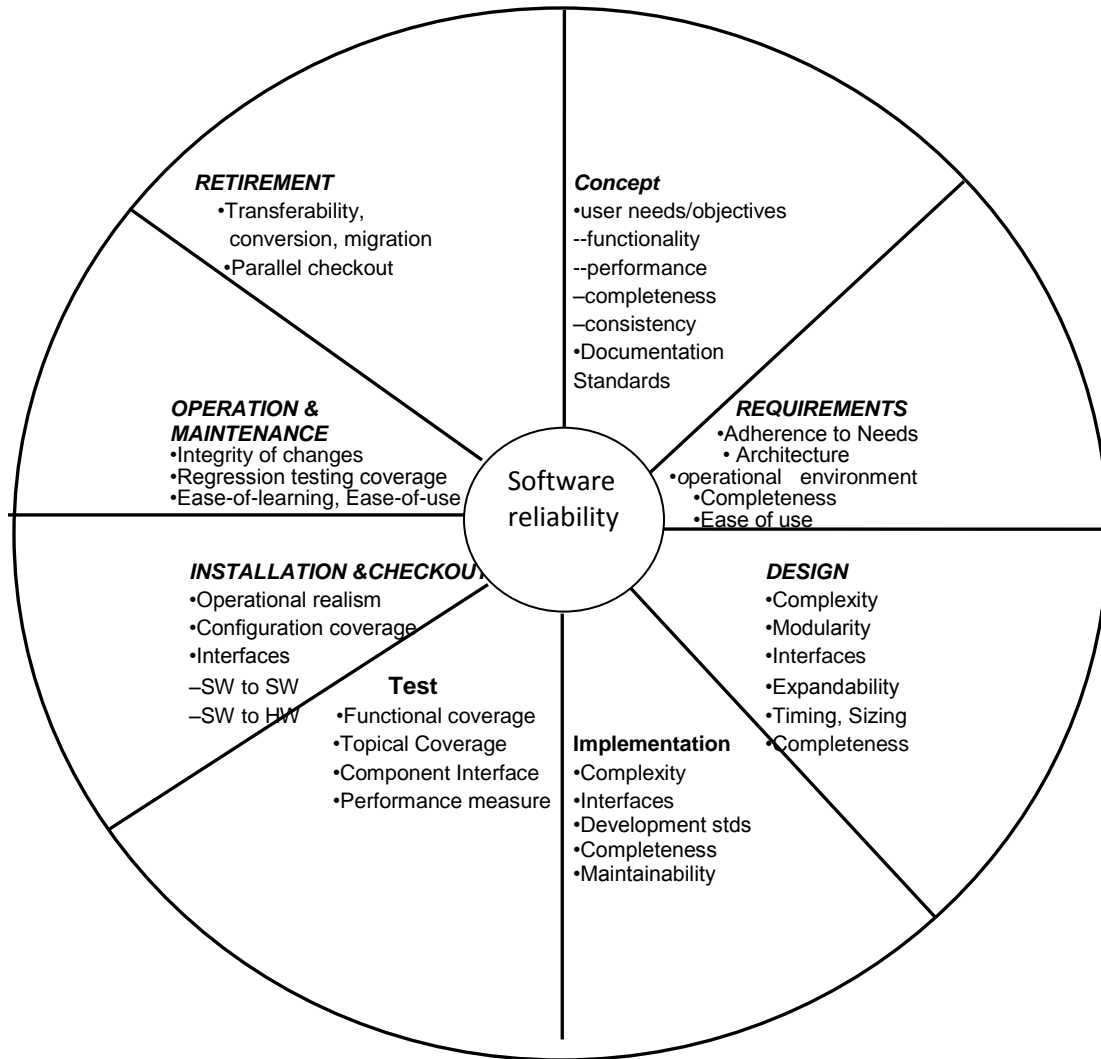 RETIREMENT
•Transferability,
conversion, migration
•Parallel checkout
Concept
•user needs/objectives
--functionality
--performance
–completeness
–consistency
•Documentation
Standards
OPERATION &
MAINTENANCE
•Integrity of changes
•Regression testing coverage
•Ease-of-learning, Ease-of-use
Software
reliability
REQUIREMENTS
•Adherence to Needs
• Architecture
•operational environment
•Completeness
•Ease of use
INSTALLATION &CHECKOUT
•Operational realism
•Configuration coverage
•Interfaces
–SW to SW
–SW to HW
DESIGN
•Complexity
•Modularity
•Interfaces
•Expandability
•Timing, Sizing
•Completeness
Test
•Functional coverage
•Topical Coverage
•Component Interface
•Performance measure
Implementation
•Complexity
•Interfaces
•Development stds
•Completeness
•Maintainability